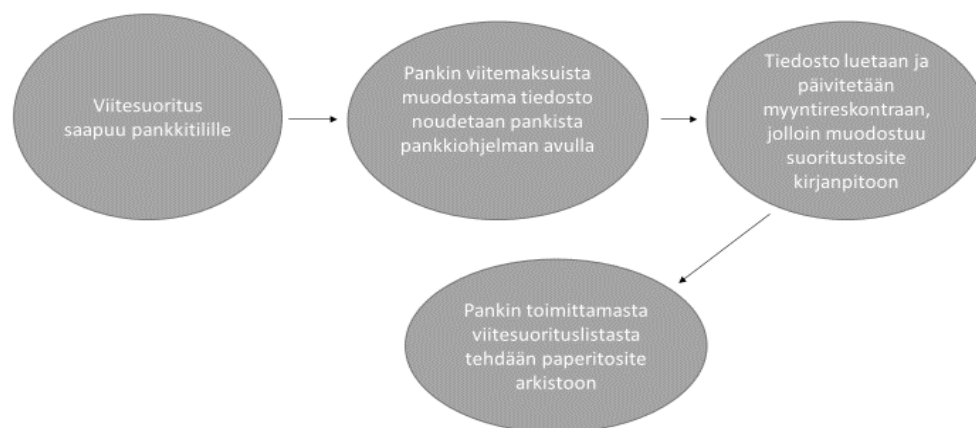 Viitesuoritus
saapuu pankkitilille
Pankin viitemaksuista
muodostama tiedosto
noudetaan pankista
pankkiohjelman avulla
Tiedosto luetaan ja
päivitetään
myyntireskontraan,
jolloin muodostuu
suoritustosite
kirjanpitoon
Pankin toimittamasta
viitesuorituslistasta
tehdään paperitosite
arkistoon